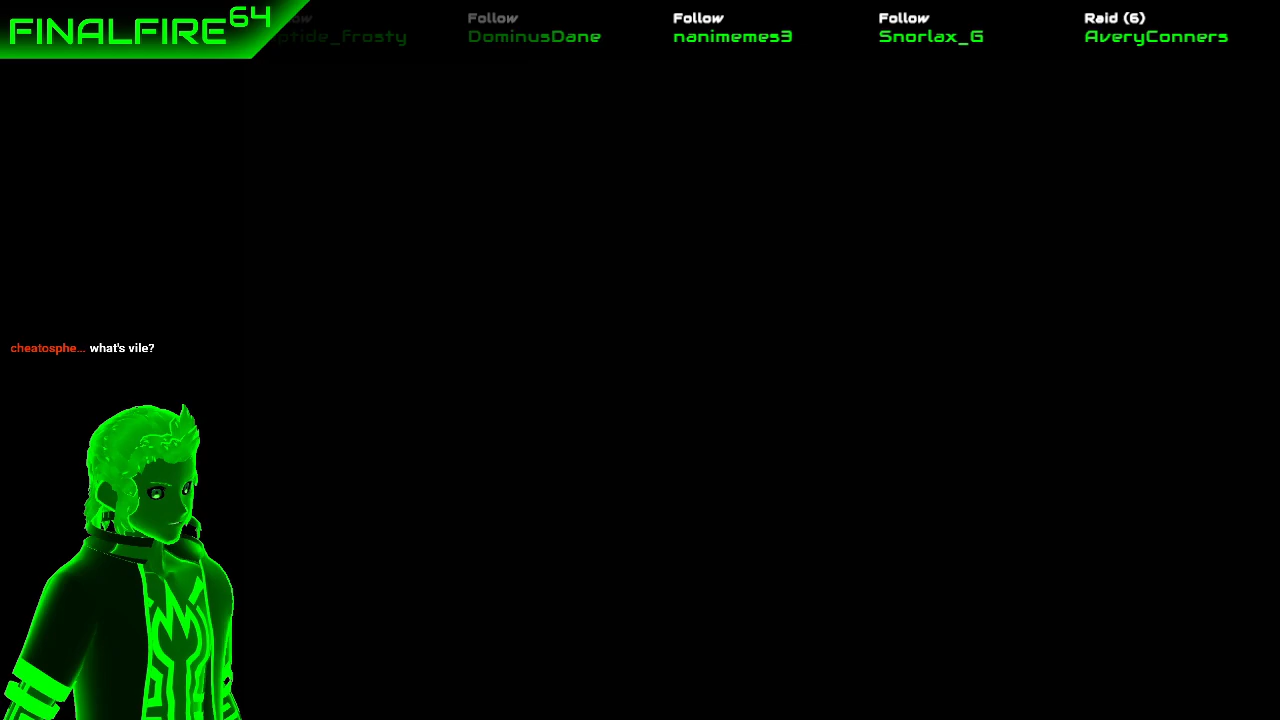 FINALFIRE64
Follow
DominusDane
Follow
nanimemes3
Follow
Snorlax_G
Raid (6)
AveryConners
cheatosphe... what's vile?